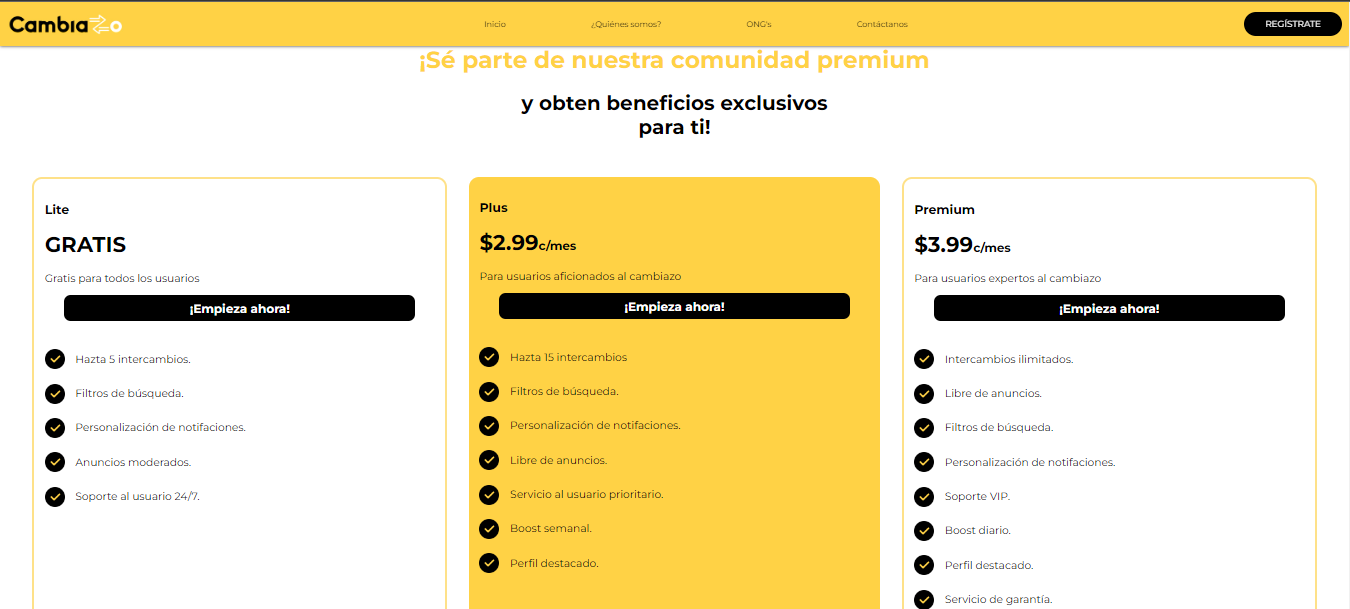 Cambiazo
Inicio
¿Quiénes somos?
ONG's
Contáctanos
REGÍSTRATE
¡Sé parte de nuestra comunidad premium
y obten beneficios exclusivos
para ti!
Lite
GRATIS
Gratis para todos los usuarios
¡Empieza ahora!
Hazta 5 intercambios.
Filtros de búsqueda.
Personalización de notifaciones.
Anuncios moderados.
Soporte al usuario 24/7.
Plus
$2.99c/mes
Para usuarios aficionados al cambiazo
¡Empieza ahora!
Hazta 15 intercambios
Filtros de búsqueda.
Personalización de notifaciones.
Libre de anuncios.
Servicio al usuario prioritario.
Boost semanal.
Perfil destacado.
Premium
$3.99c/mes
Para usuarios expertos al cambiazo
¡Empieza ahora!
Intercambios ilimitados.
Libre de anuncios.
Filtros de búsqueda.
Personalización de notifaciones.
Soporte VIP.
Boost diario.
Perfil destacado.
Servicio de garantía.